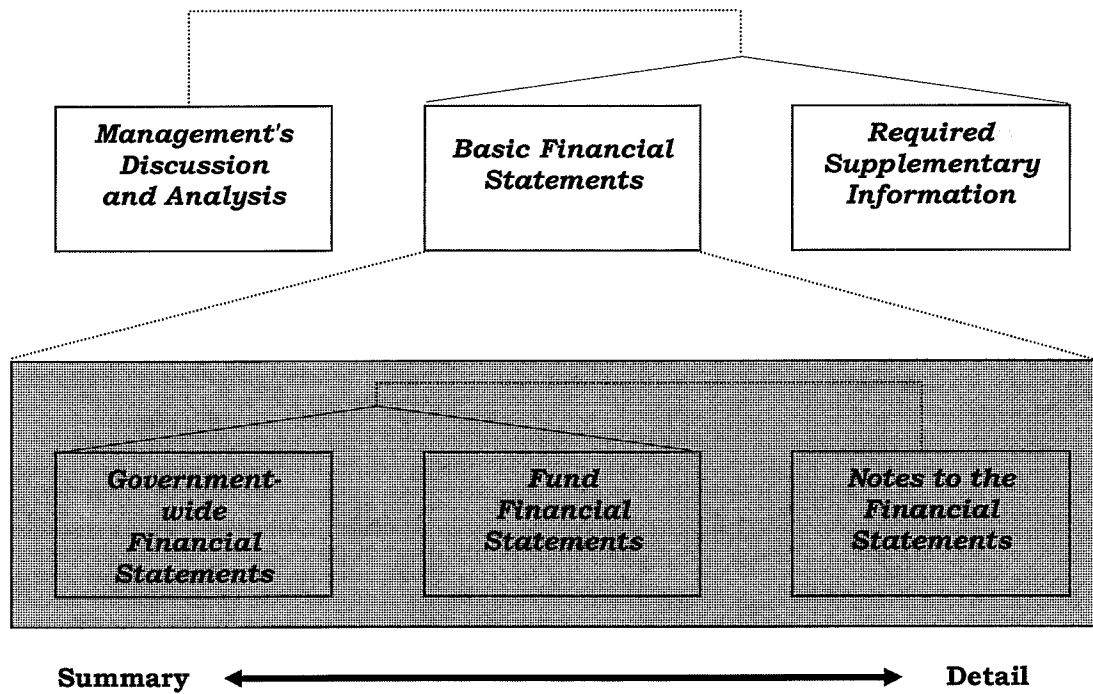 Management's
Discussion
and Analysis
Basic Financial
Statements
Required
Supplementary
Information
Government-
wide
Financial
Statements
Fund
Financial
Statements
Notes to the
Financial
Statements
Summary
Detail